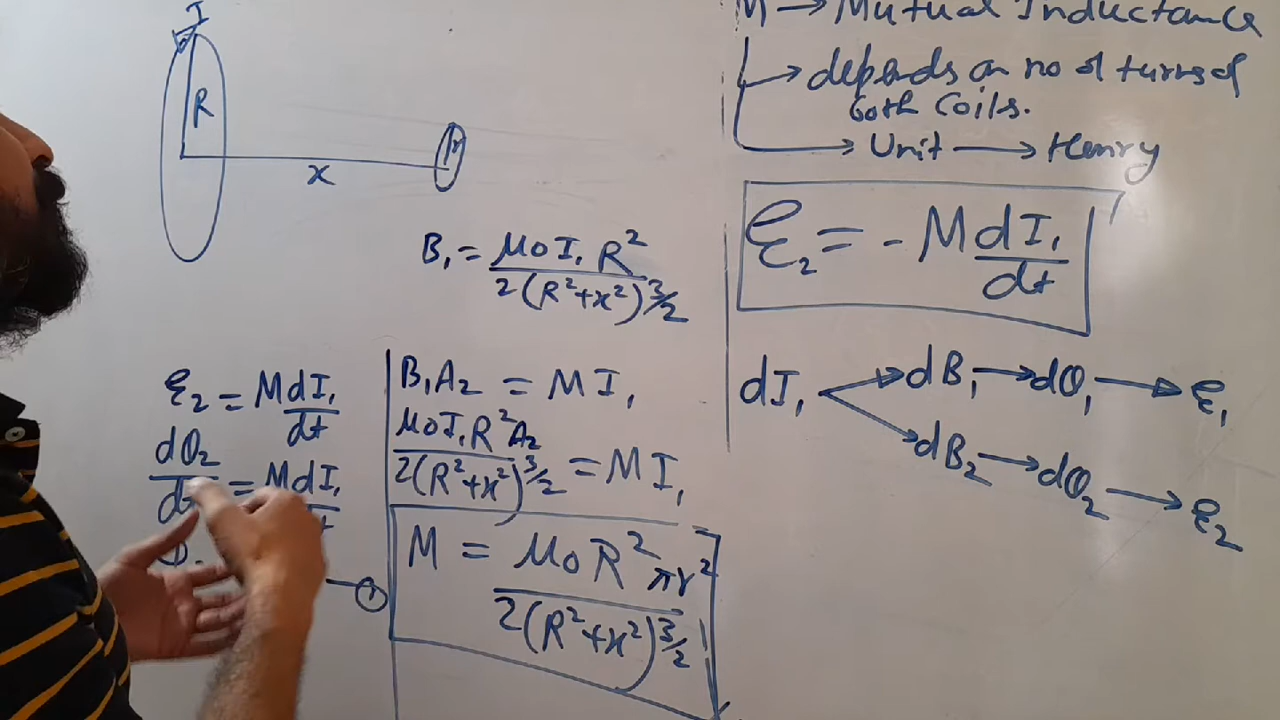 I
R
r
x
B₁ = μ₀I₁R² / 2(R²+x²)^3/2
ε₂ = M dI₁/dt
dΦ₂/dt = M dI₁
①
B₁A₂ = MI₁
μ₀I₁R²A₂ / 2(R²+x²)^3/2 = MI₁
M = μ₀R²πr² / 2(R²+x²)^3/2
M → Mutual Inductance
→ depends on no of turns of
both coils.
→ Unit → Henry
ε₂ = -M dI₁/dt
dI₁ → dB₁ → dΦ₁ → ε₁
→ dB₂ → dΦ₂ → ε₂